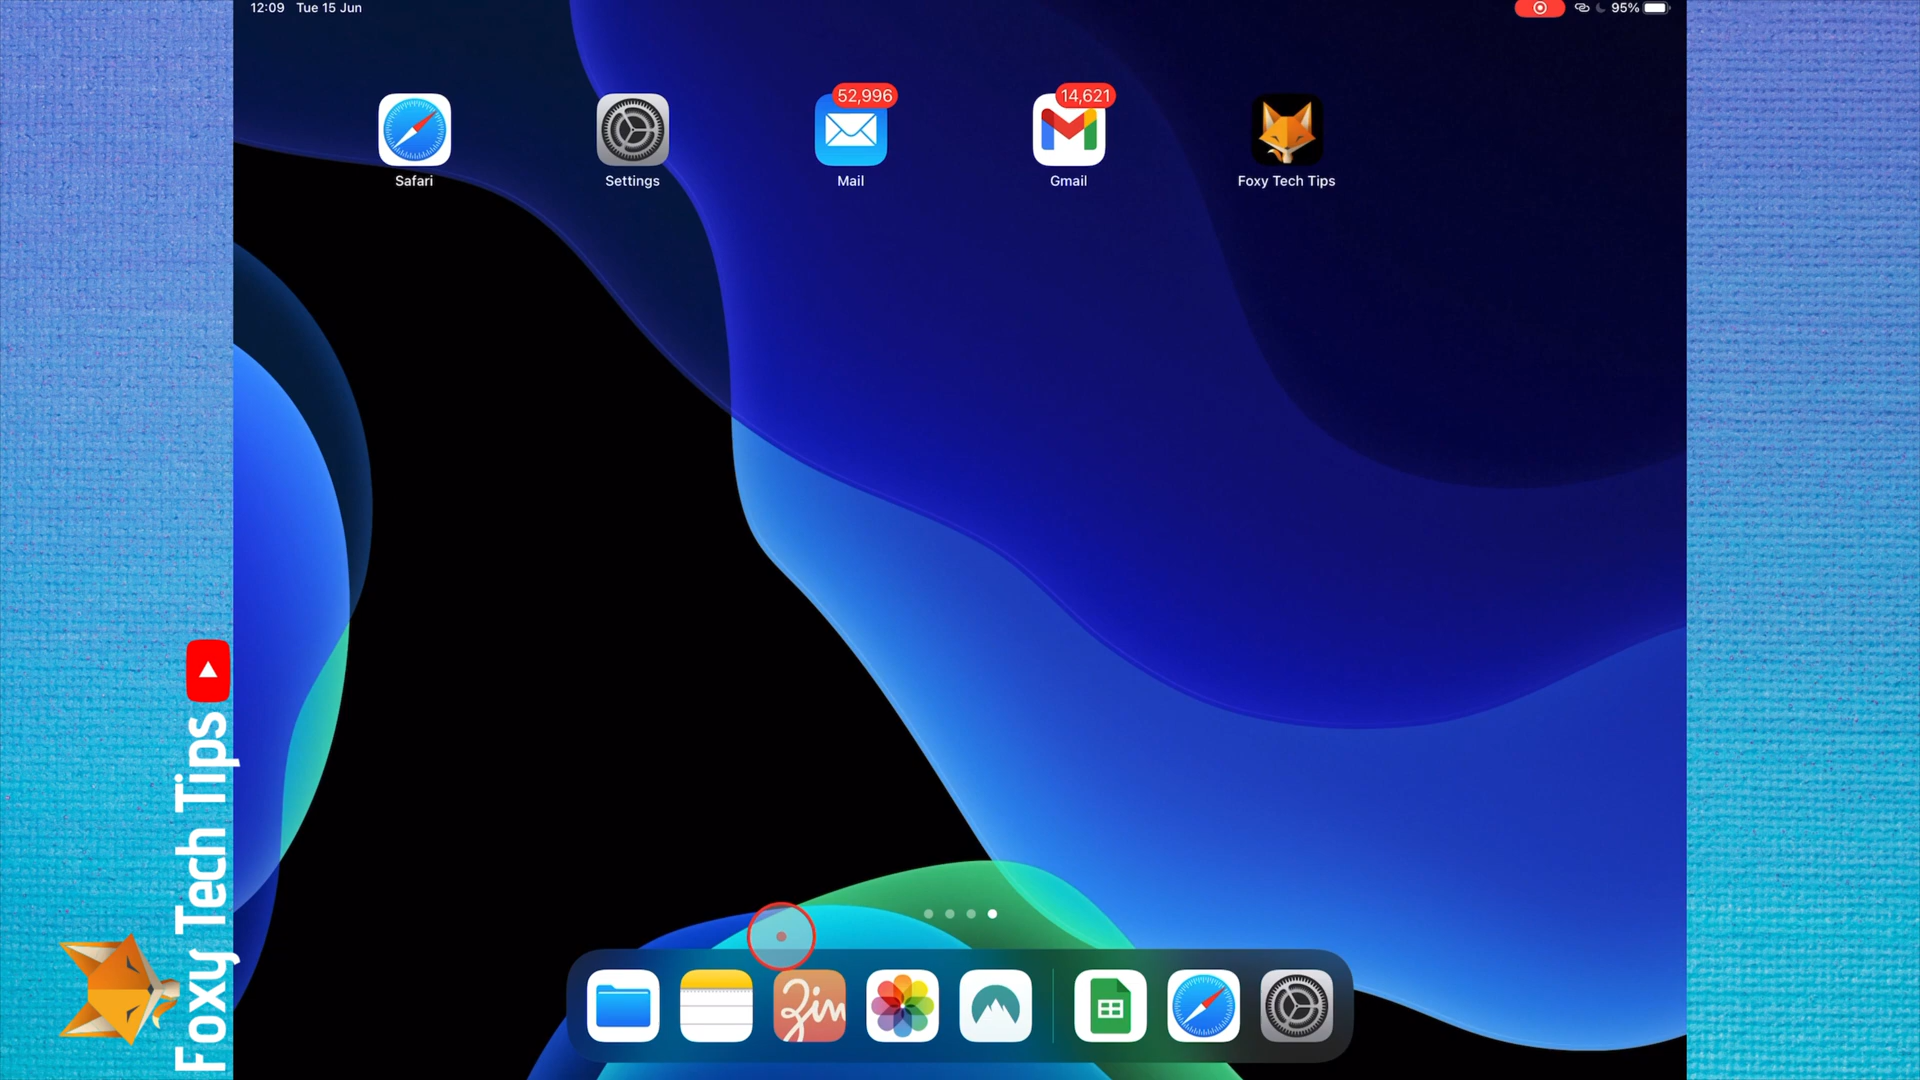 12:09 Tue 15 Jun
95%
52,996
14,621
Safari
Settings
Mail
Gmail
Foxy Tech Tips
Zin
Foxy Tech Tips